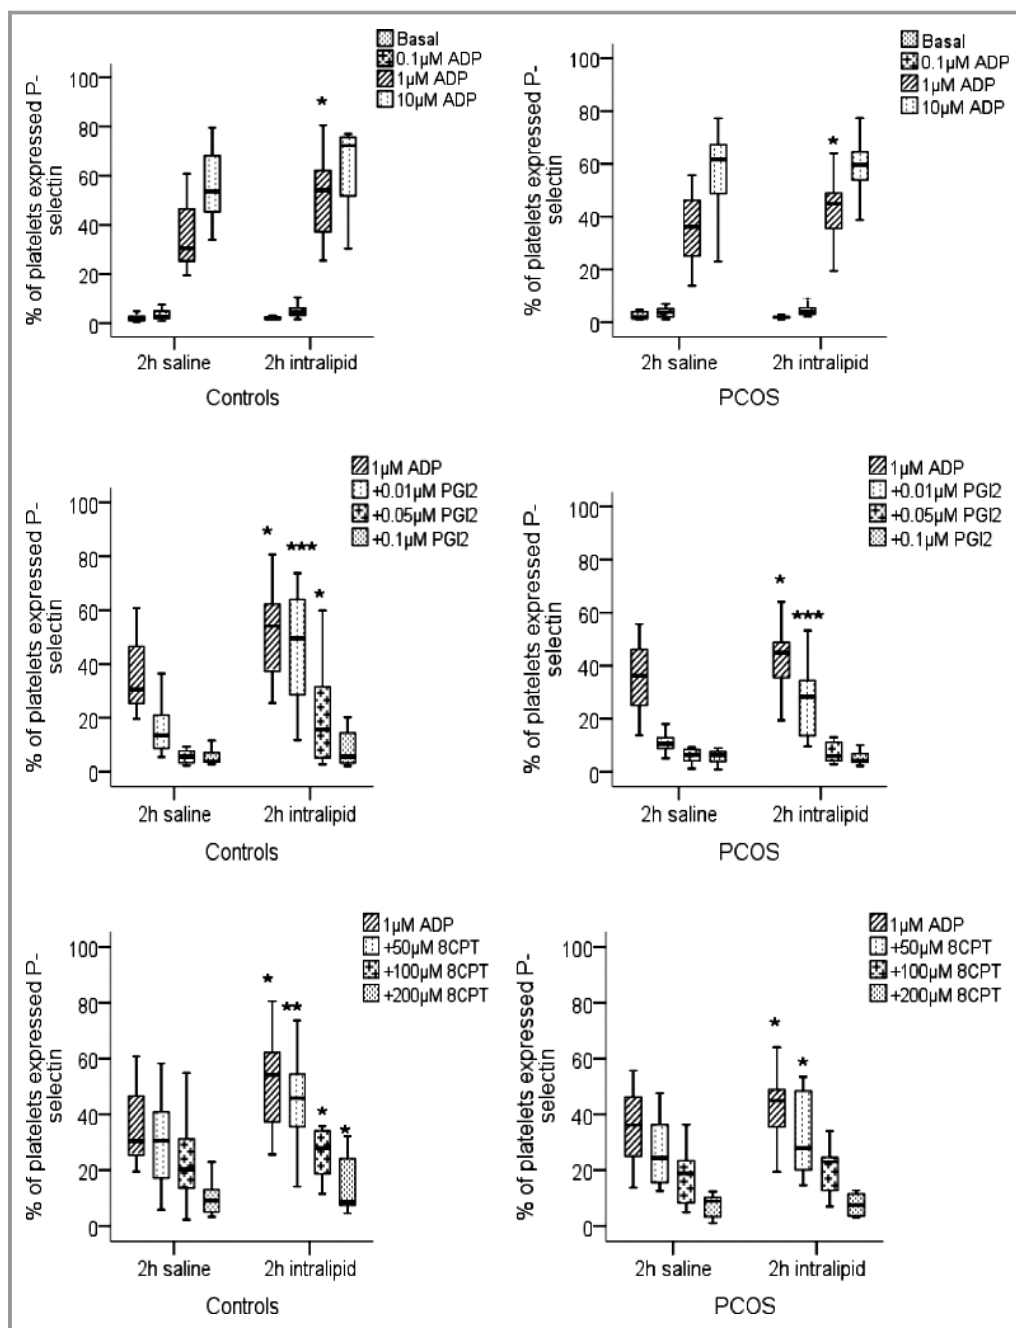 Basal
0.1µM ADP
1µM ADP
10µM ADP
% of platelets expressed P-
selectin
100
80
60
40
20
0
2h saline
2h intralipid
Controls
*
Basal
0.1µM ADP
1µM ADP
10µM ADP
% of platelets expressed P-
selectin
100
80
60
40
20
0
2h saline
2h intralipid
PCOS
*
1µM ADP
+0.01µM PGI2
+0.05µM PGI2
+0.1µM PGI2
% of platelets expressed P-
selectin
100
80
60
40
20
0
2h saline
2h intralipid
Controls
*
***
*
1µM ADP
+0.01µM PGI2
+0.05µM PGI2
+0.1µM PGI2
% of platelets expressed P-
selectin
100
80
60
40
20
0
2h saline
2h intralipid
PCOS
*
***
1µM ADP
+50µM 8CPT
+100µM 8CPT
+200µM 8CPT
% of platelets expressed P-
selectin
100
80
60
40
20
0
2h saline
2h intralipid
Controls
*
**
*
*
1µM ADP
+50µM 8CPT
+100µM 8CPT
+200µM 8CPT
% of platelets expressed P-
selectin
100
80
60
40
20
0
2h saline
2h intralipid
PCOS
*
*